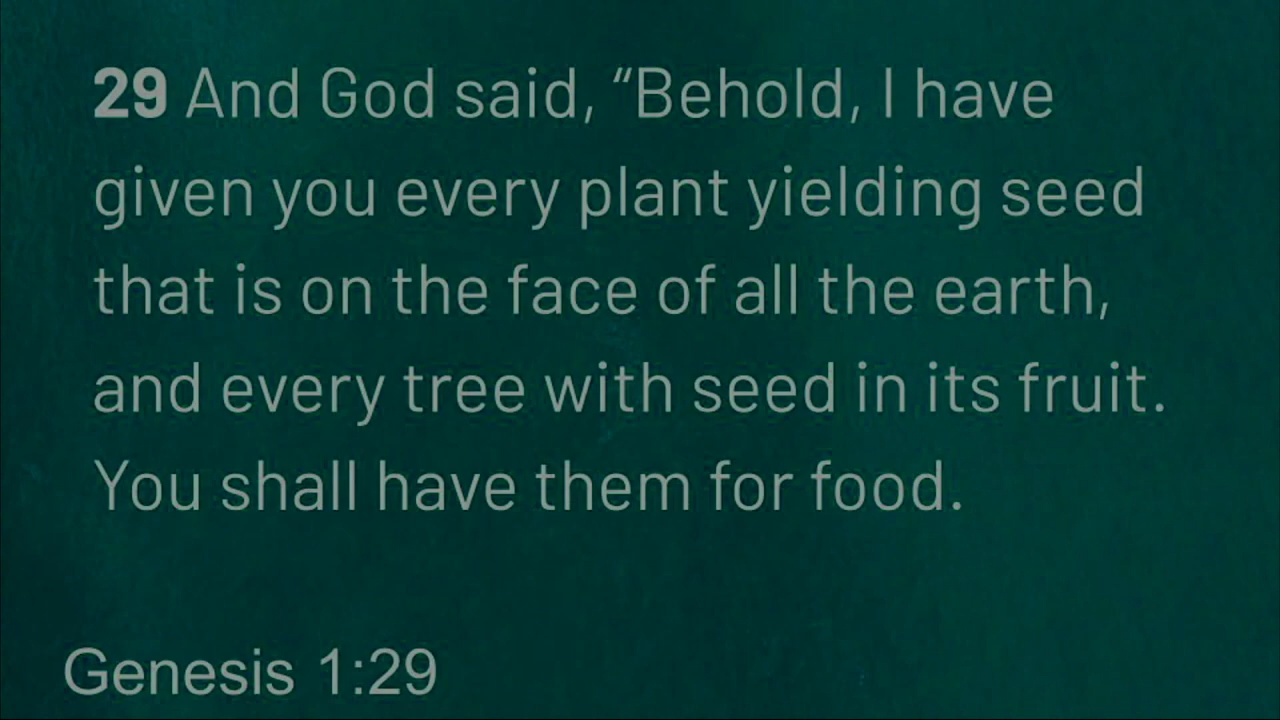 29 And God said, “Behold, I have
given you every plant yielding seed
that is on the face of all the earth,
and every tree with seed in its fruit.
You shall have them for food.
Genesis 1:29